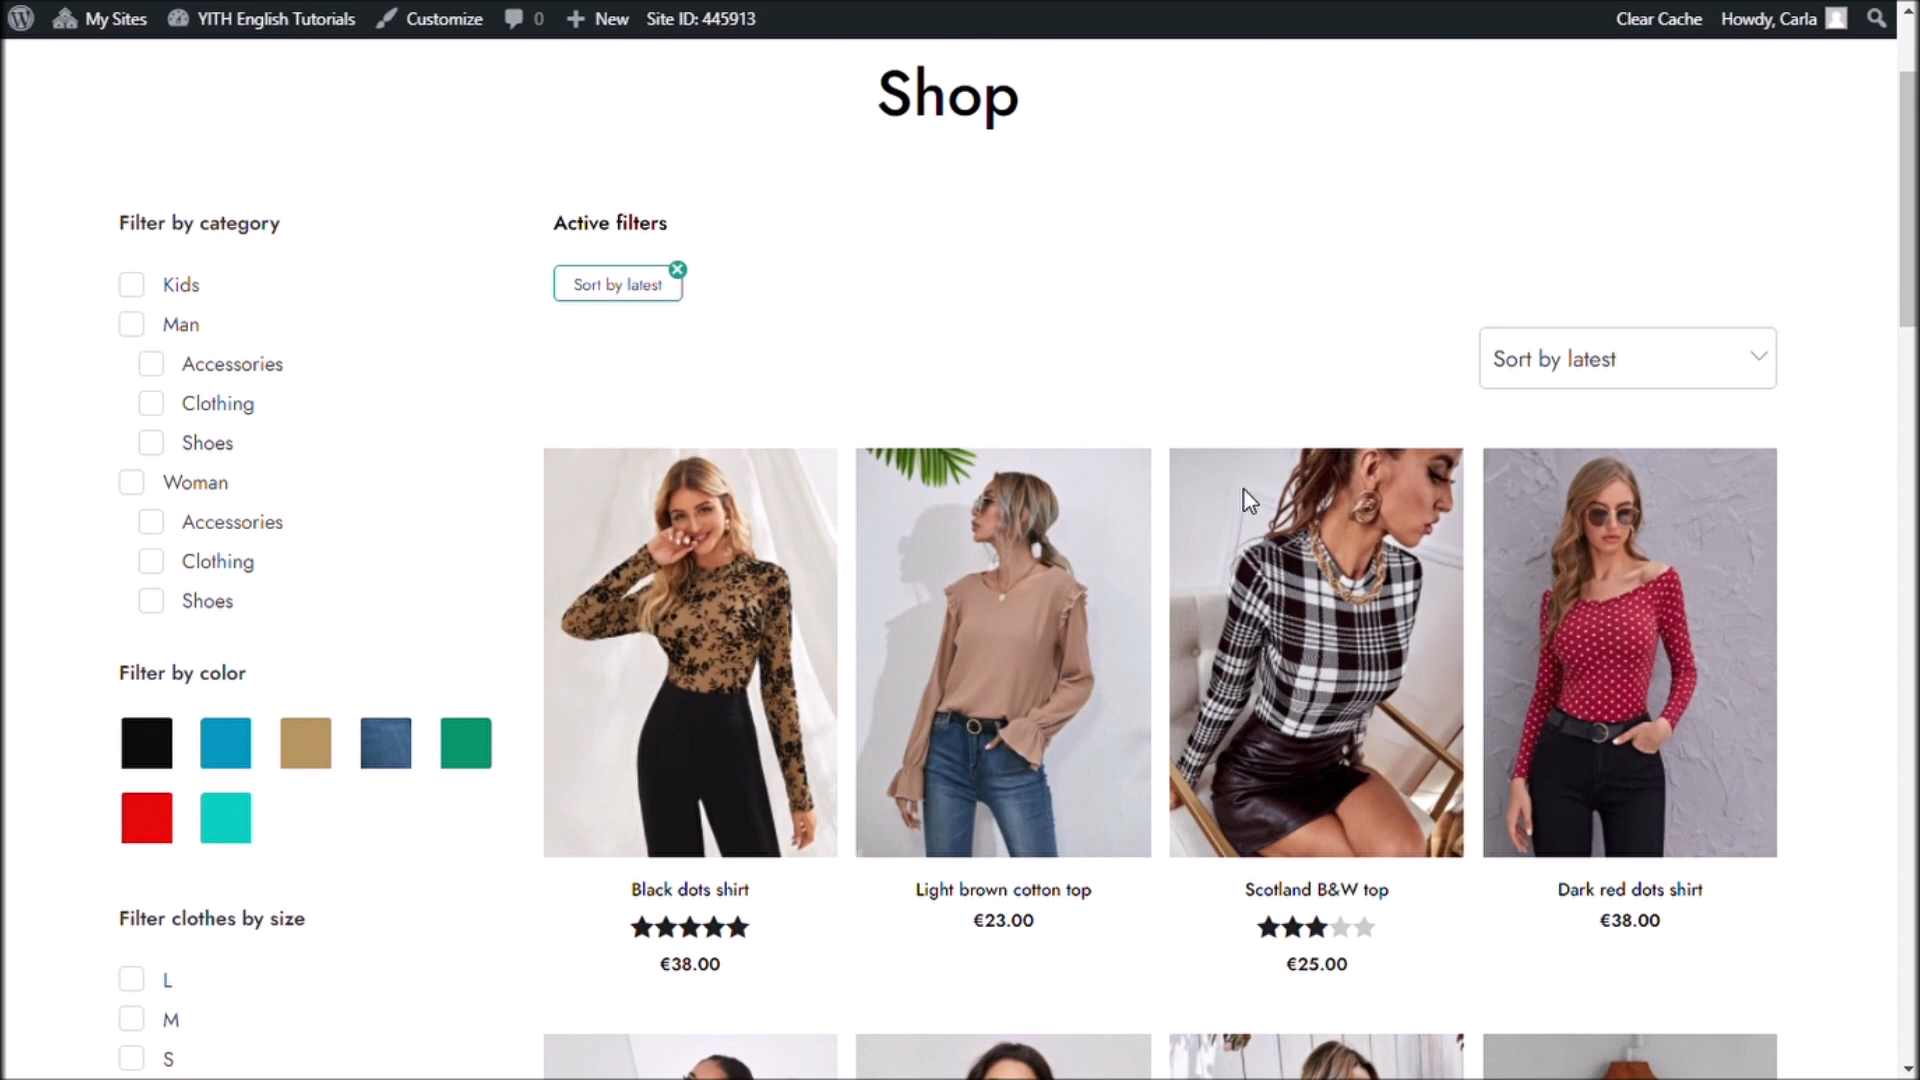 My Sites YITH English Tutorials Customize 0 New Site ID: 445913 Clear Cache Howdy, Carla
Shop
Filter by category
Kids
Man
Accessories
Clothing
Shoes
Woman
Accessories
Clothing
Shoes
Filter by color
Filter clothes by size
L
M
S
Active filters
Sort by latest
Sort by latest
Black dots shirt
€38.00
Light brown cotton top
€23.00
Scotland B&W top
€25.00
Dark red dots shirt
€38.00